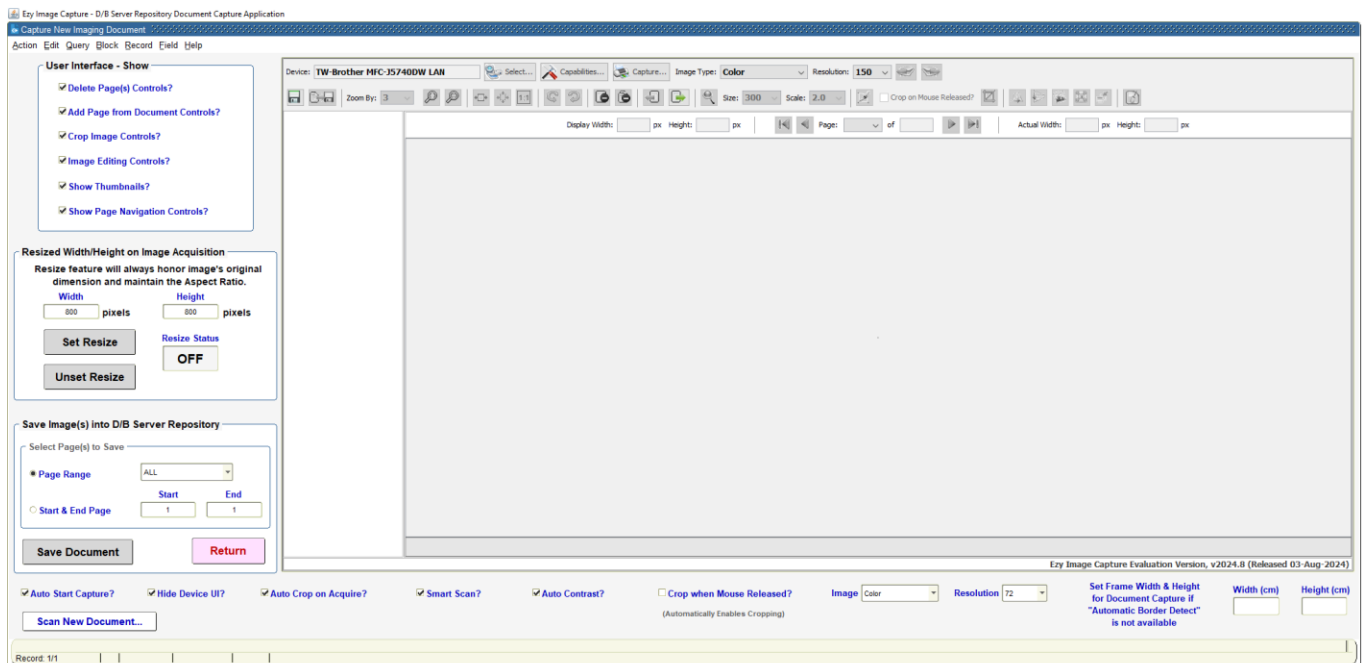 Ezy Image Capture - D/B Server Repository Document Capture Application
Capture New Imaging Document
Action Edit Query Block Record Field Help
User Interface - Show
Delete Page(s) Controls?
Add Page from Document Controls?
Crop Image Controls?
Image Editing Controls?
Show Thumbnails?
Show Page Navigation Controls?
Resized Width/Height on Image Acquisition
Resize feature will always honor image's original
dimension and maintain the Aspect Ratio.
Width Height
800 pixels 800 pixels
Set Resize
Resize Status
OFF
Unset Resize
Save Image(s) into D/B Server Repository
Select Page(s) to Save
Page Range ALL
Start End
Start & End Page 1 1
Save Document Return
Device: TW-Brother MFC-J5740DW LAN Select... Capabilities... Capture... Image Type: Color Resolution: 150
Zoom By: 3 1:1 Size: 300 Scale: 2.0 Crop on Mouse Released?
Display Width: px Height: px Page: of Actual Width: px Height: px
Ezy Image Capture Evaluation Version, v2024.8 (Released 03-Aug-2024)
Auto Start Capture? Hide Device UI? Auto Crop on Acquire? Smart Scan? Auto Contrast? Crop when Mouse Released? Image Color Resolution 72
(Automatically Enables Cropping)
Set Frame Width & Height
for Document Capture if
"Automatic Border Detect"
is not available
Width (cm) Height (cm)
Scan New Document...
Record: 1/1